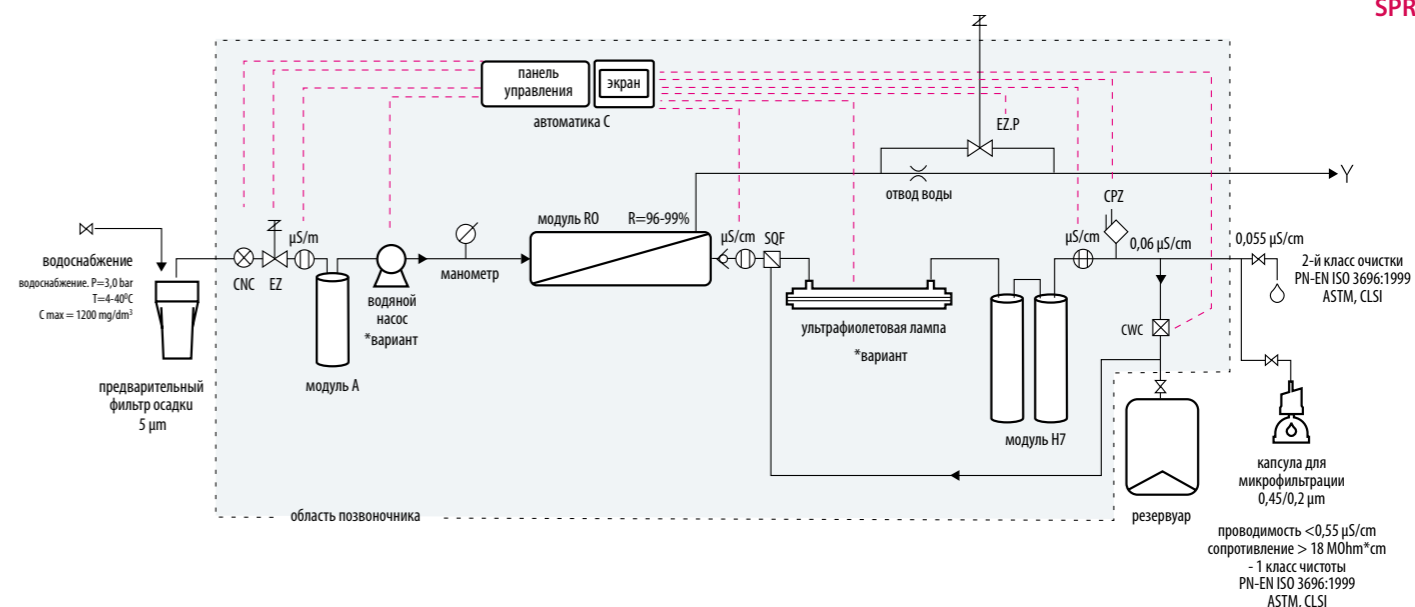 SPR
панель
управления
экран
автоматика C
EZ.P
отвод воды
CPZ
модуль RO R=96-99%
µS/cm
SQF
µS/cm
0,06 µS/cm
0,055 µS/cm
2-й класс очистки
PN-EN ISO 3696:1999
ASTM, CLSI
водоснабжение
водоснабжение. P=3,0 bar
T=4-40⁰C
C max = 1200 mg/dm³
CNC
EZ
µS/m
манометр
водяной
насос
*вариант
модуль A
ультрафиолетовая лампа
*вариант
CWC
предварительный
фильтр осадки
5 µm
модуль H7
капсула для
микрофильтрации
0,45/0,2 µm
область позвоночника
резервуар
проводимость <0,55 µS/cm
сопротивление > 18 MOhm*cm
- 1 класс чистоты
PN-EN ISO 3696:1999
ASTM. CLSI